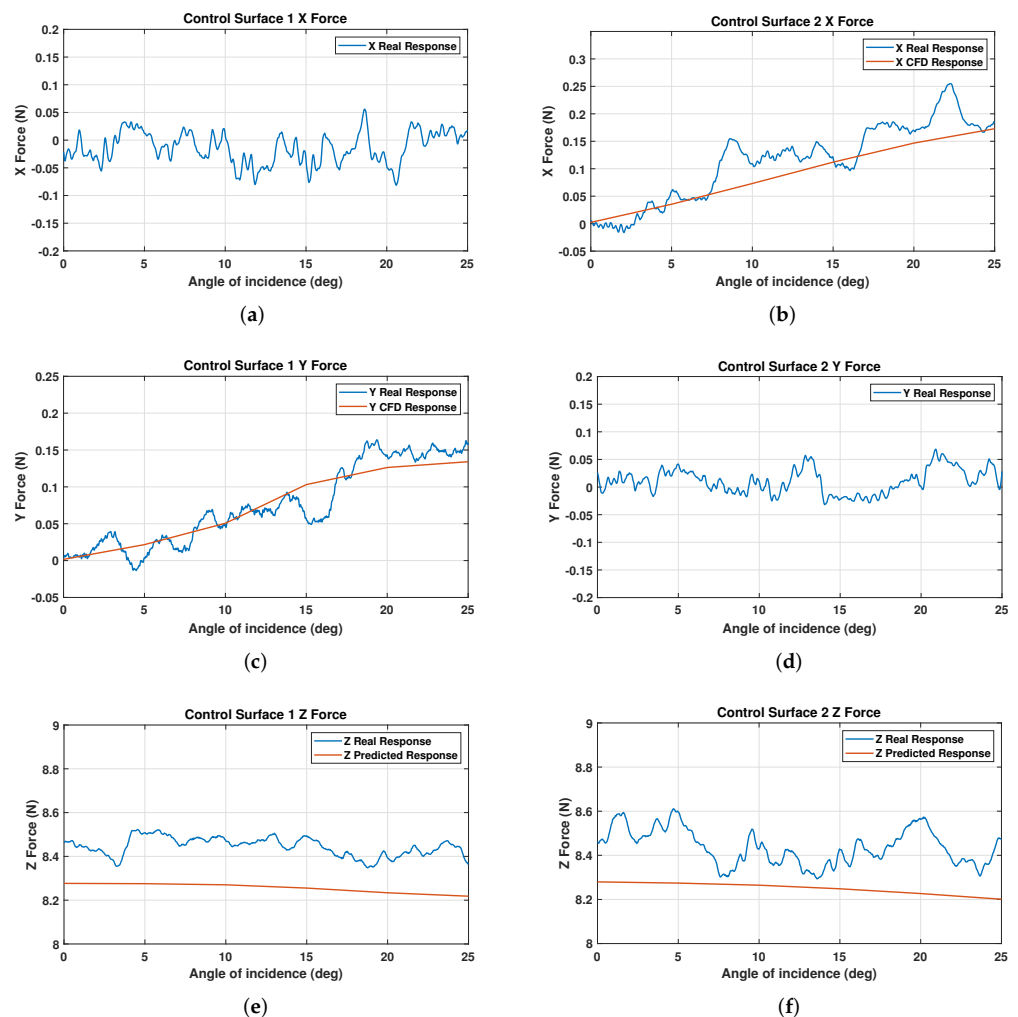 Control Surface 1 X Force
X Real Response
0.2
0.15
0.1
0.05
0
-0.05
-0.1
-0.15
-0.2
X Force (N)
0 5 10 15 20 25
Angle of incidence (deg)
(a)
Control Surface 2 X Force
X Real Response
X CFD Response
0.3
0.2
0.15
0.1
0.05
0
-0.05
X Force (N)
0 5 10 15 20 25
Angle of incidence (deg)
(b)
Control Surface 1 Y Force
Y Real Response
Y CFD Response
0.25
0.2
0.15
0.1
0.05
0
-0.05
Y Force (N)
0 5 10 15 20 25
Angle of incidence (deg)
(c)
Control Surface 2 Y Force
Y Real Response
0.2
0.15
0.1
0.05
0
-0.05
-0.1
-0.15
-0.2
Y Force (N)
0 5 10 15 20 25
Angle of incidence (deg)
(d)
Control Surface 1 Z Force
Z Real Response
Z Predicted Response
9
8.8
8.6
8.4
8.2
8
Z Force (N)
0 5 10 15 20 25
Angle of incidence (deg)
(e)
Control Surface 2 Z Force
Z Real Response
Z Predicted Response
9
8.8
8.6
8.4
8.2
8
Z Force (N)
0 5 10 15 20 25
Angle of incidence (deg)
(f)